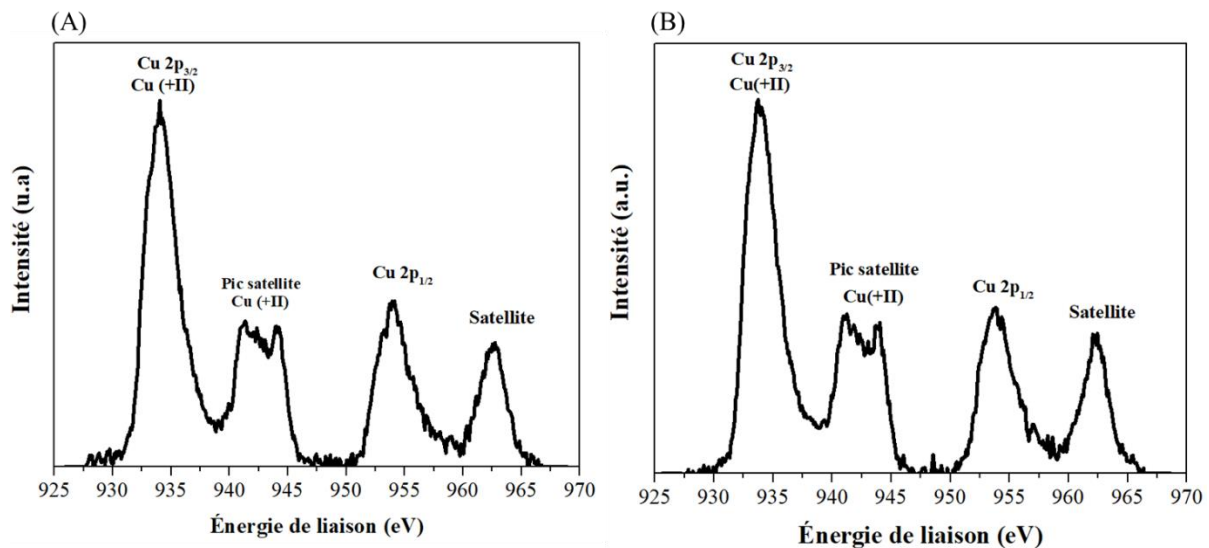 (A)
Cu 2p3/2
Cu (+II)
Pic satellite
Cu (+II)
Cu 2p1/2
Satellite
Intensité (u.a)
925 930 935 940 945 950 955 960 965 970
Énergie de liaison (eV)
(B)
Cu 2p3/2
Cu(+II)
Pic satellite
Cu(+II)
Cu 2p1/2
Satellite
Intensité (a.u.)
925 930 935 940 945 950 955 960 965 970
Énergie de liaison (eV)